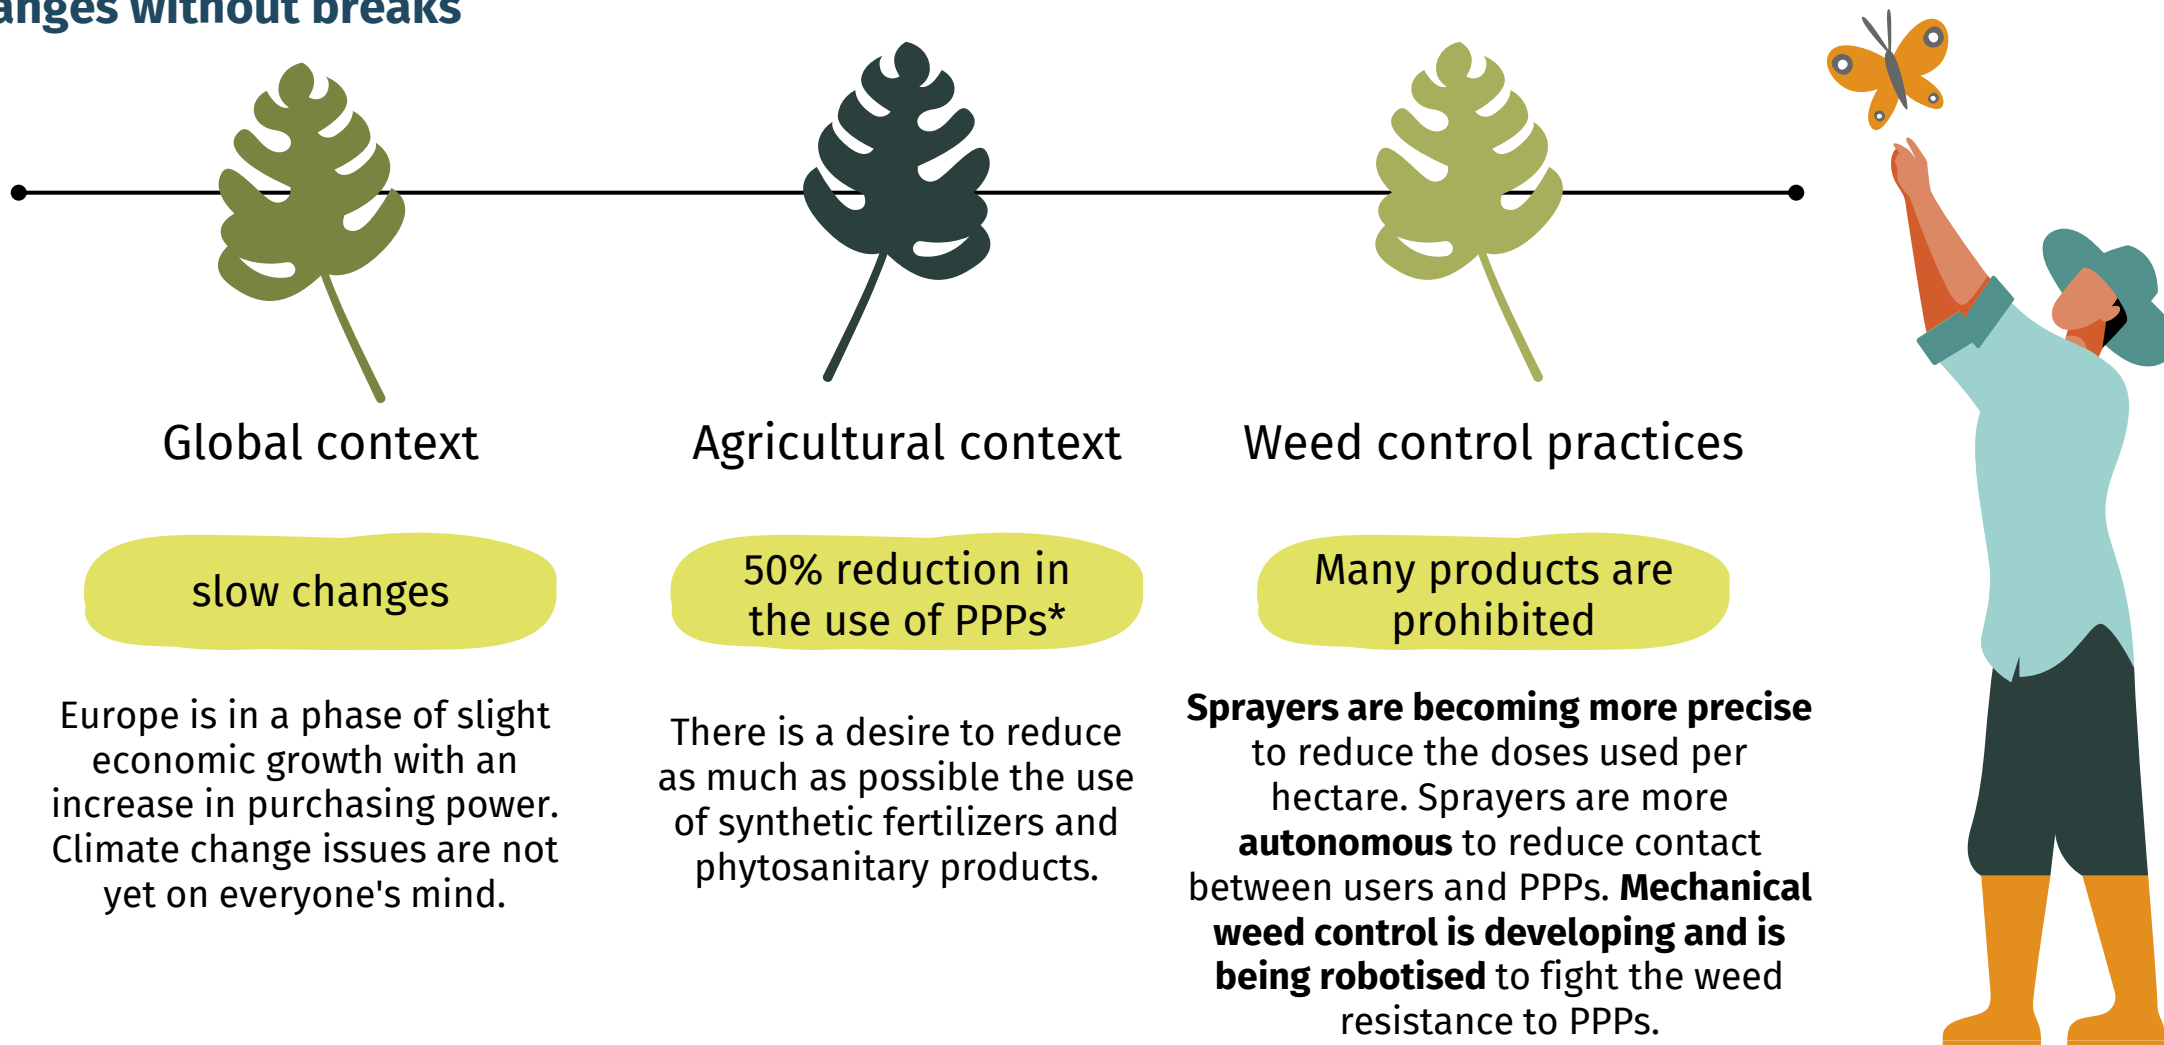 anges without breaks
Global context
Agricultural context
Weed control practices
slow changes
50% reduction in
the use of PPPs*
Many products are
prohibited
Europe is in a phase of slight
economic growth with an
increase in purchasing power.
Climate change issues are not
yet on everyone's mind.
There is a desire to reduce
as much as possible the use
of synthetic fertilizers and
phytosanitary products.
Sprayers are becoming more precise
to reduce the doses used per
hectare. Sprayers are more
autonomous to reduce contact
between users and PPPs. Mechanical
weed control is developing and is
being robotised to fight the weed
resistance to PPPs.